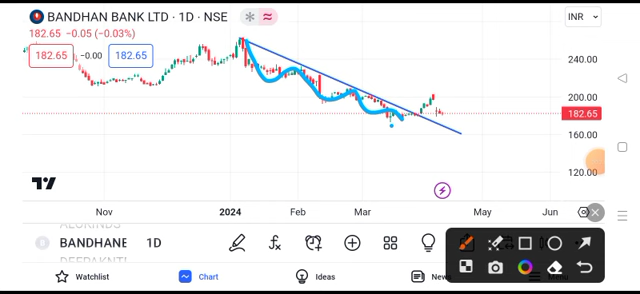 BANDHAN BANK LTD · 1D · NSE
INR
182.65 −0.05 (−0.03%)
182.65 −0.00 182.65
240.00
200.00
182.65
160.00
120.00
Nov 2024 Feb Mar May Jun
BANDHANB 1D
Watchlist Chart Ideas News